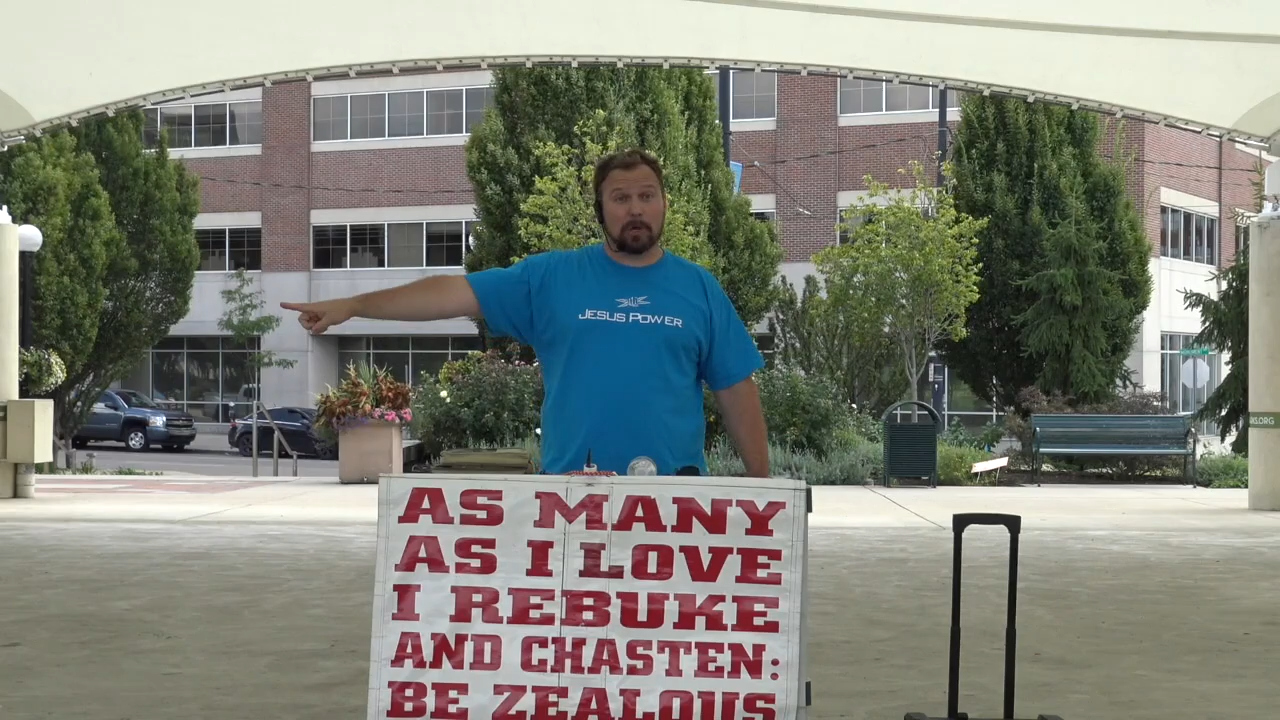 JESUS POWER
AS MANY
AS I LOVE
I REBUKE
AND CHASTEN:
BE ZEALOUS